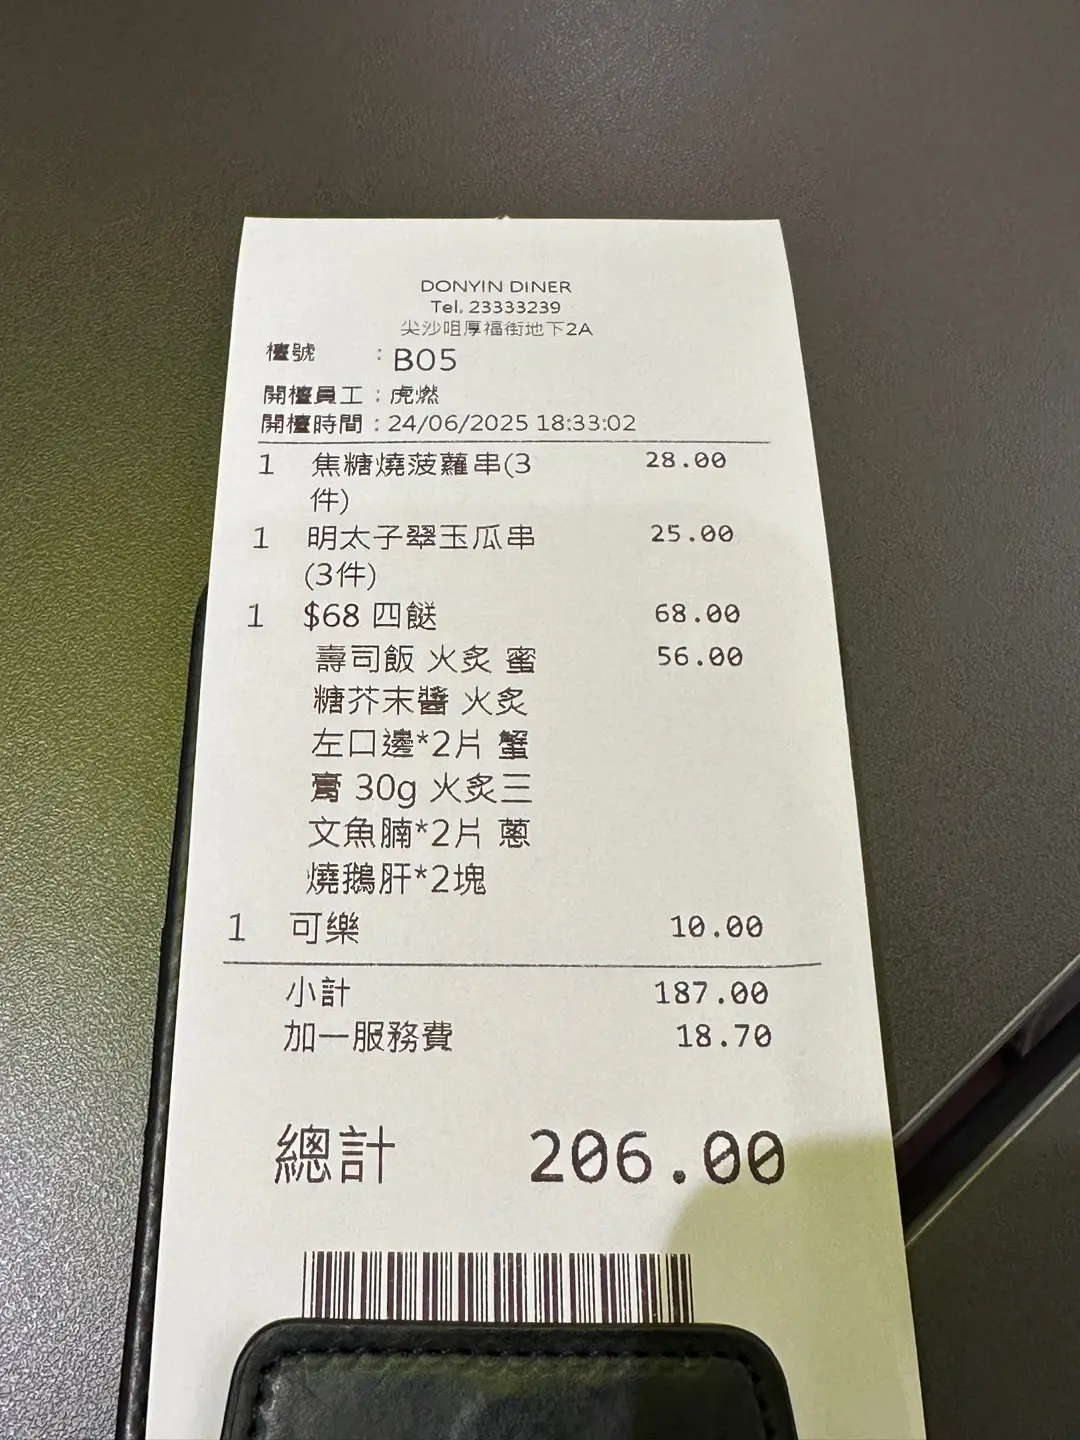 DONYIN DINER
Tel. 23333239
尖沙咀厚福街地下2A
檯號 : B05
開檯員工 : 虎燃
開檯時間 : 24/06/2025 18:33:02
1 焦糖燒菠蘿串(3 28.00
件)
1 明太子翠玉瓜串 25.00
(3件)
1 $68 四餸 68.00
壽司飯 火炙 蜜 56.00
糖芥末醬 火炙
左口邊*2片 蟹
膏 30g 火炙三
文魚腩*2片 蔥
燒鵝肝*2塊
1 可樂 10.00
小計 187.00
加一服務費 18.70
總計 206.00